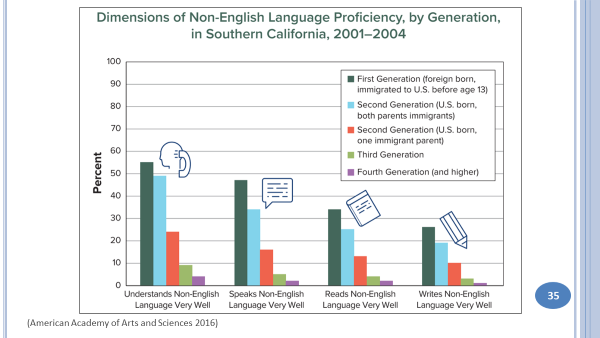 Dimensions of Non-English Language Proficiency, by Generation,
in Southern California, 2001–2004
Percent
100
90
80
70
60
50
40
30
20
10
0
First Generation (foreign born,
immigrated to U.S. before age 13)
Second Generation (U.S. born,
both parents immigrants)
Second Generation (U.S. born,
one immigrant parent)
Third Generation
Fourth Generation (and higher)
Understands Non-English
Language Very Well
Speaks Non-English
Language Very Well
Reads Non-English
Language Very Well
Writes Non-English
Language Very Well
35
(American Academy of Arts and Sciences 2016)